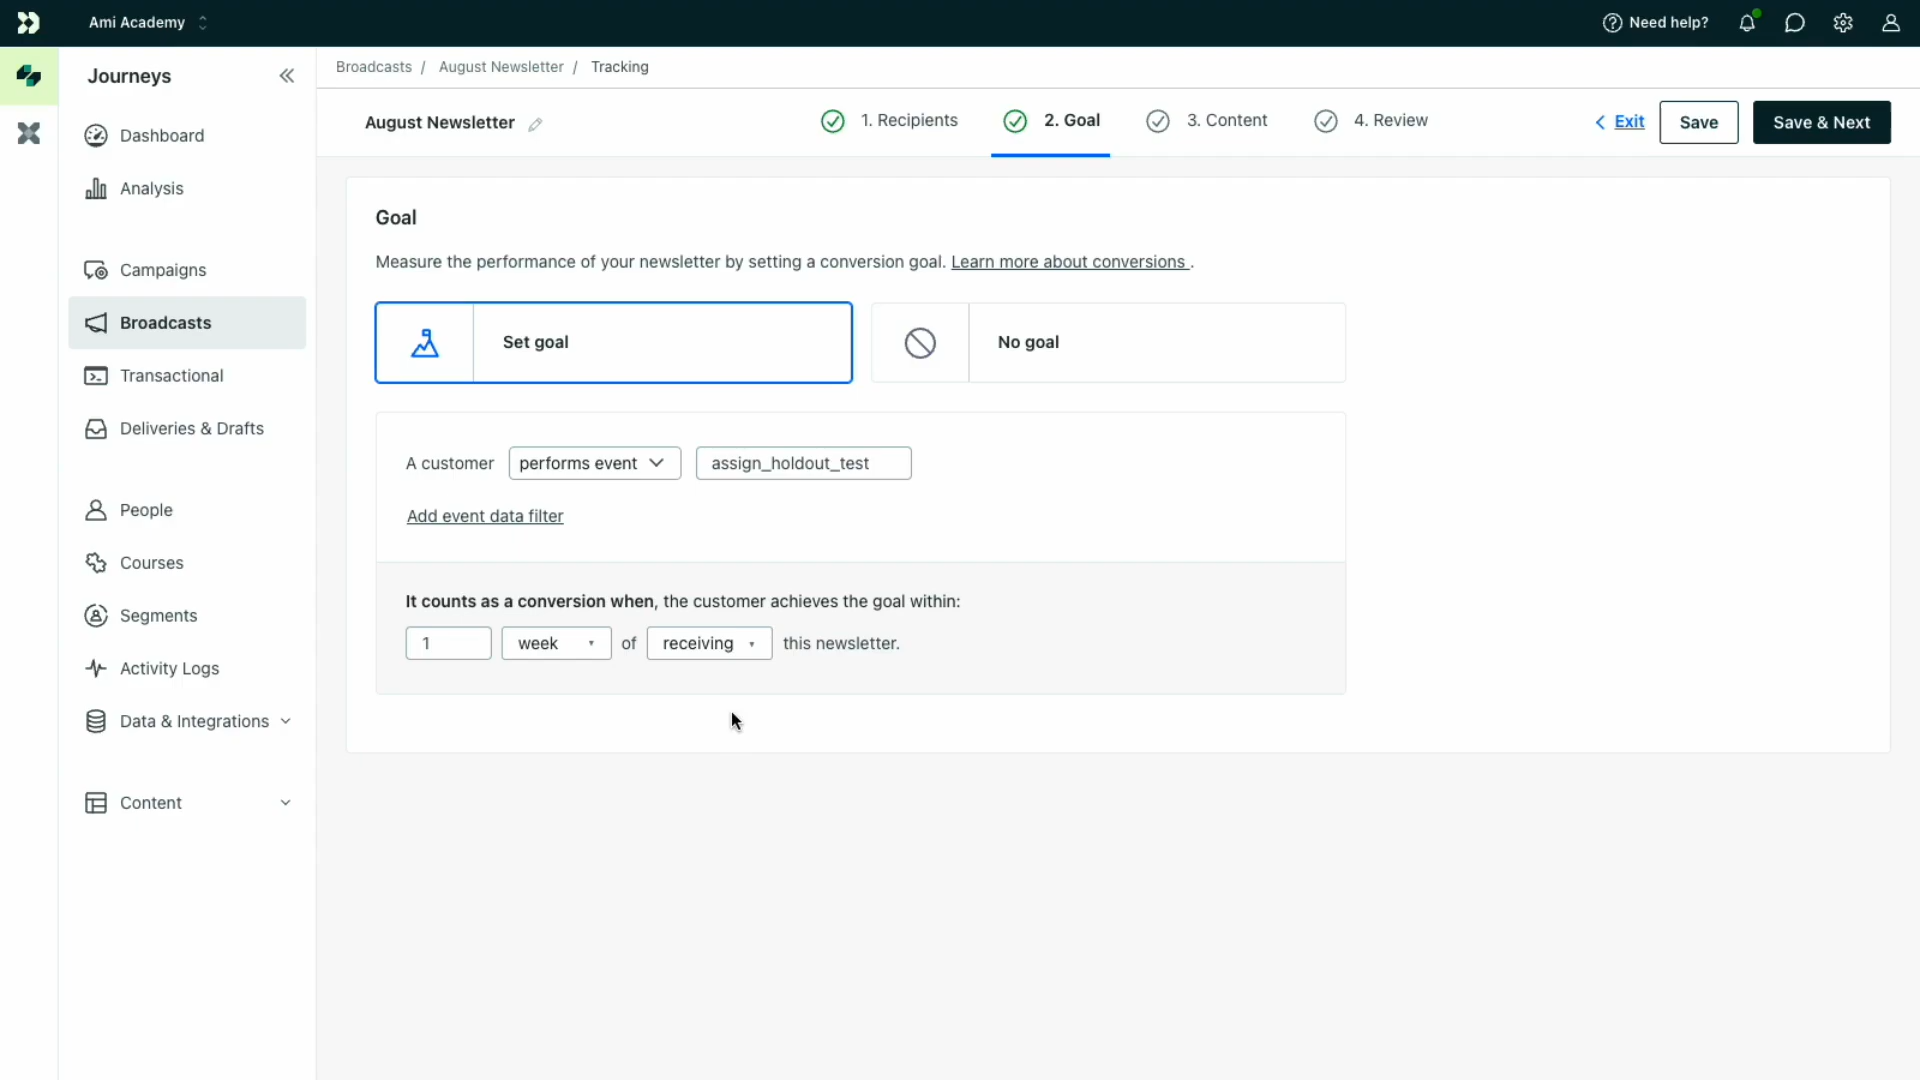 Ami Academy
Need help?
Journeys
Dashboard
Analysis
Campaigns
Broadcasts
Transactional
Deliveries & Drafts
People
Courses
Segments
Activity Logs
Data & Integrations
Content
Broadcasts / August Newsletter / Tracking
August Newsletter
1. Recipients
2. Goal
3. Content
4. Review
Exit
Save
Save & Next
Goal
Measure the performance of your newsletter by setting a conversion goal. Learn more about conversions .
Set goal
No goal
A customer performs event assign_holdout_test
Add event data filter
It counts as a conversion when, the customer achieves the goal within:
1 week of receiving this newsletter.